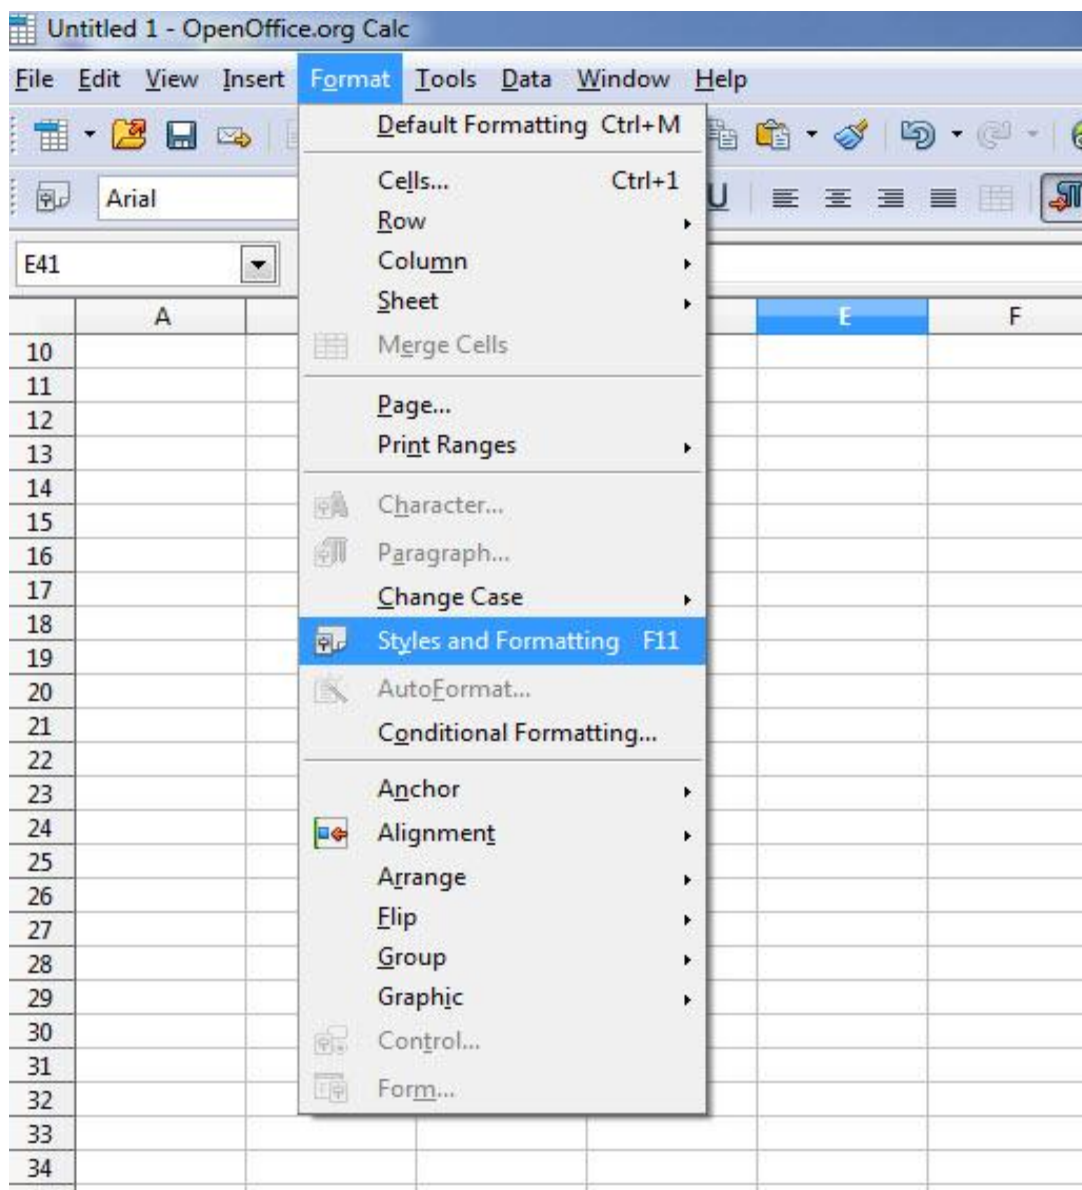 Untitled 1 - OpenOffice.org Calc
File Edit View Insert Format Tools Data Window Help
Default Formatting Ctrl+M
Cells... Ctrl+1
Arial
U
Row
E41
Column
Sheet
A E F
Merge Cells
10
11
Page...
12
Print Ranges
13
14
Character...
15
Paragraph...
16
17
Change Case
18
Styles and Formatting F11
19
20
AutoFormat...
21
Conditional Formatting...
22
23
Anchor
24
Alignment
25
Arrange
26
Flip
27
28
Group
29
Graphic
30
Control...
31
32
Form...
33
34